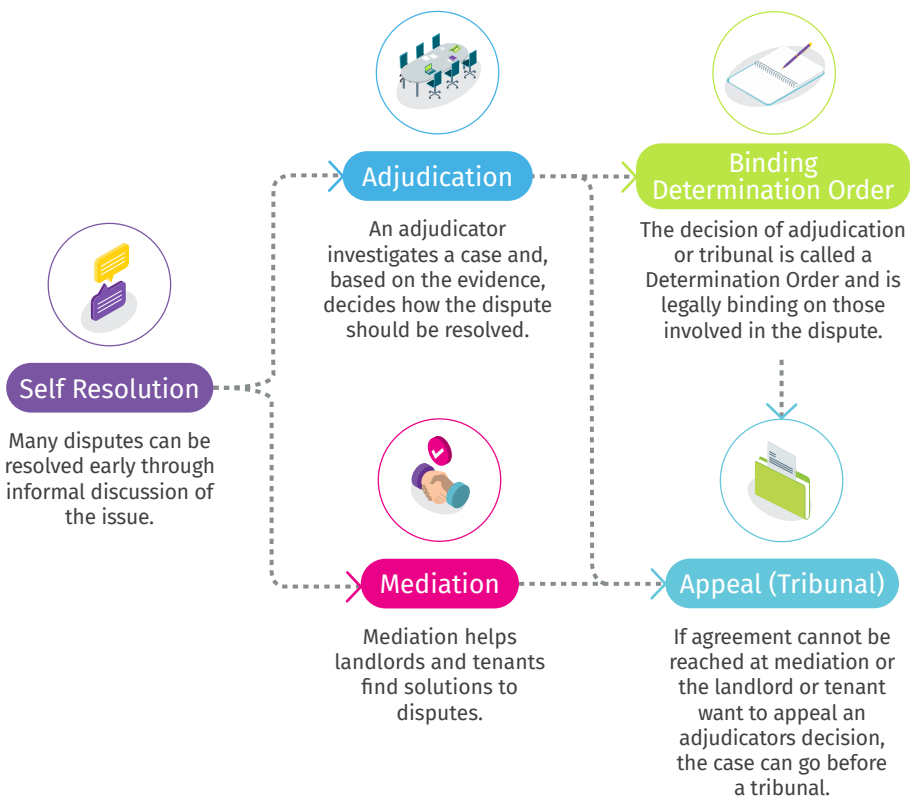 Self Resolution
Many disputes can be
resolved early through
informal discussion of
the issue.
Adjudication
An adjudicator
investigates a case and,
based on the evidence,
decides how the dispute
should be resolved.
Mediation
Mediation helps
landlords and tenants
find solutions to
disputes.
Binding
Determination Order
The decision of adjudication
or tribunal is called a
Determination Order and is
legally binding on those
involved in the dispute.
Appeal (Tribunal)
If agreement cannot be
reached at mediation or
the landlord or tenant
want to appeal an
adjudicators decision,
the case can go before
a tribunal.